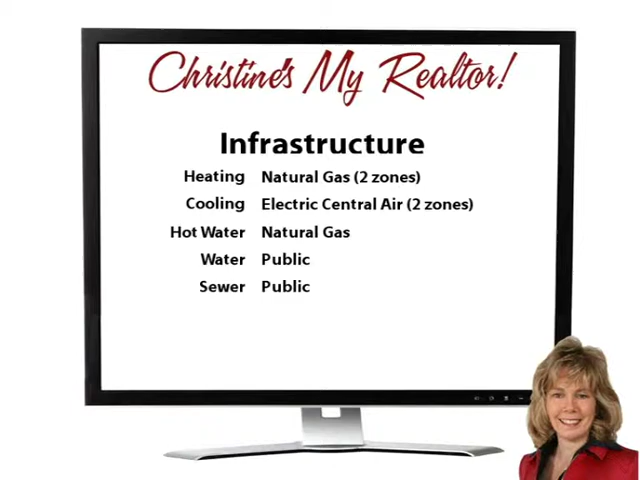 Christine's My Realtor!
Infrastructure
Heating Natural Gas (2 zones)
Cooling Electric Central Air (2 zones)
Hot Water Natural Gas
Water Public
Sewer Public